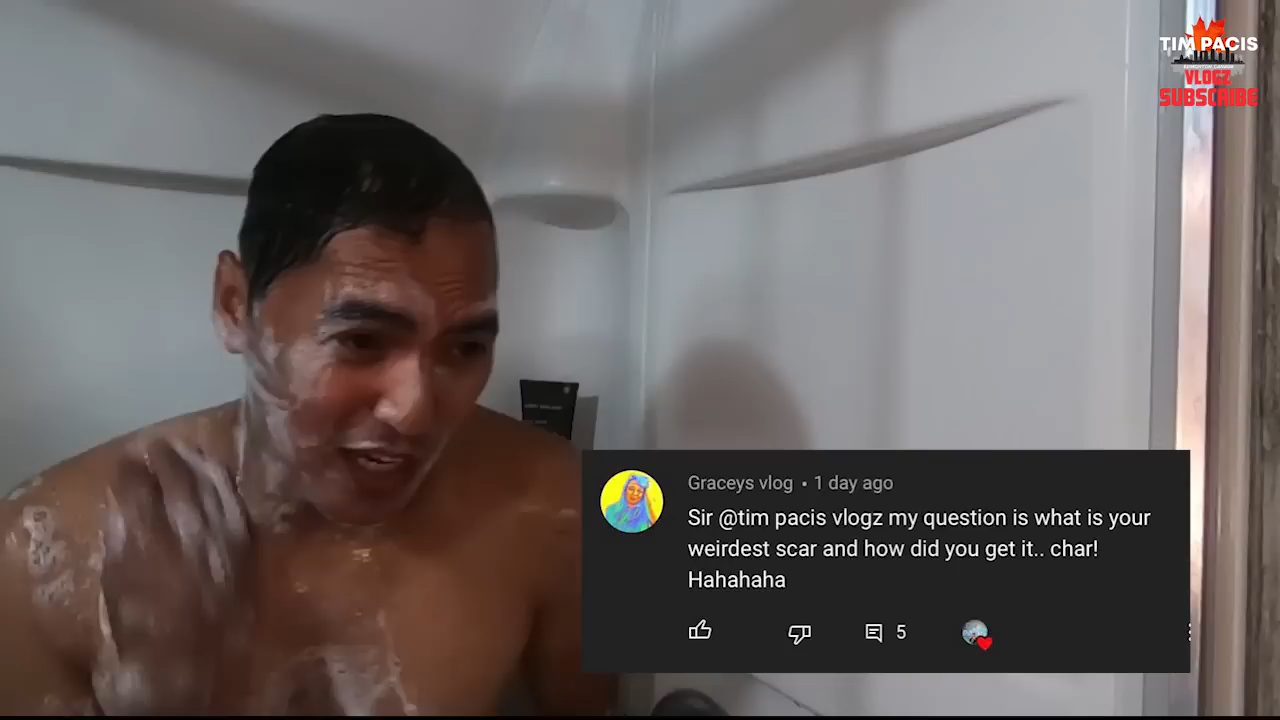 TIM PACIS
VLOGZ
SUBSCRIBE
Graceys vlog • 1 day ago
Sir @tim pacis vlogz my question is what is your
weirdest scar and how did you get it.. char!
Hahahaha
5